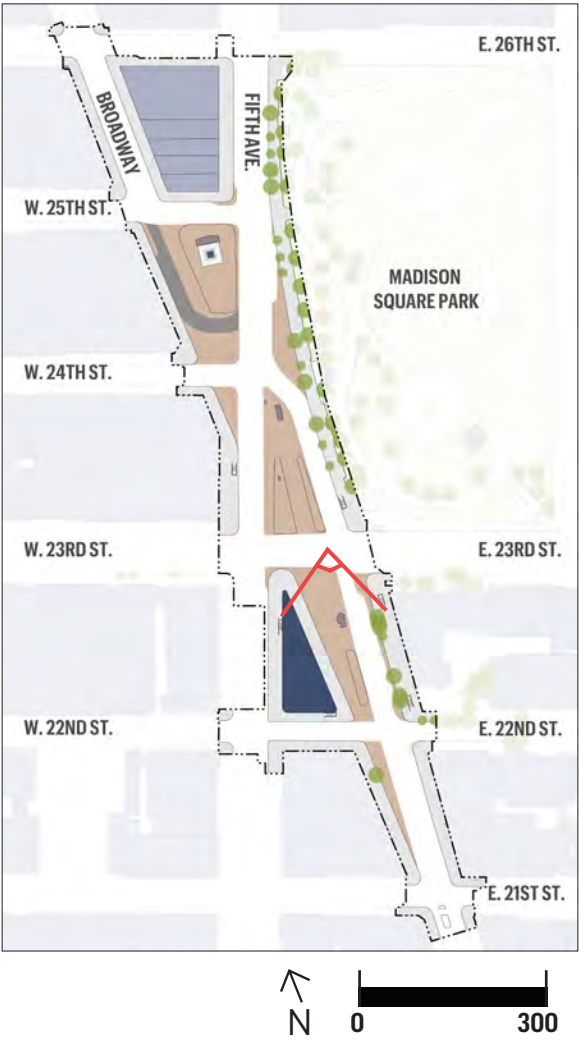 E. 26TH ST.
BROADWAY
FIFTH AVE.
W. 25TH ST.
MADISON
SQUARE PARK
W. 24TH ST.
W. 23RD ST.
E. 23RD ST.
W. 22ND ST.
E. 22ND ST.
E. 21ST ST.
N
0
300